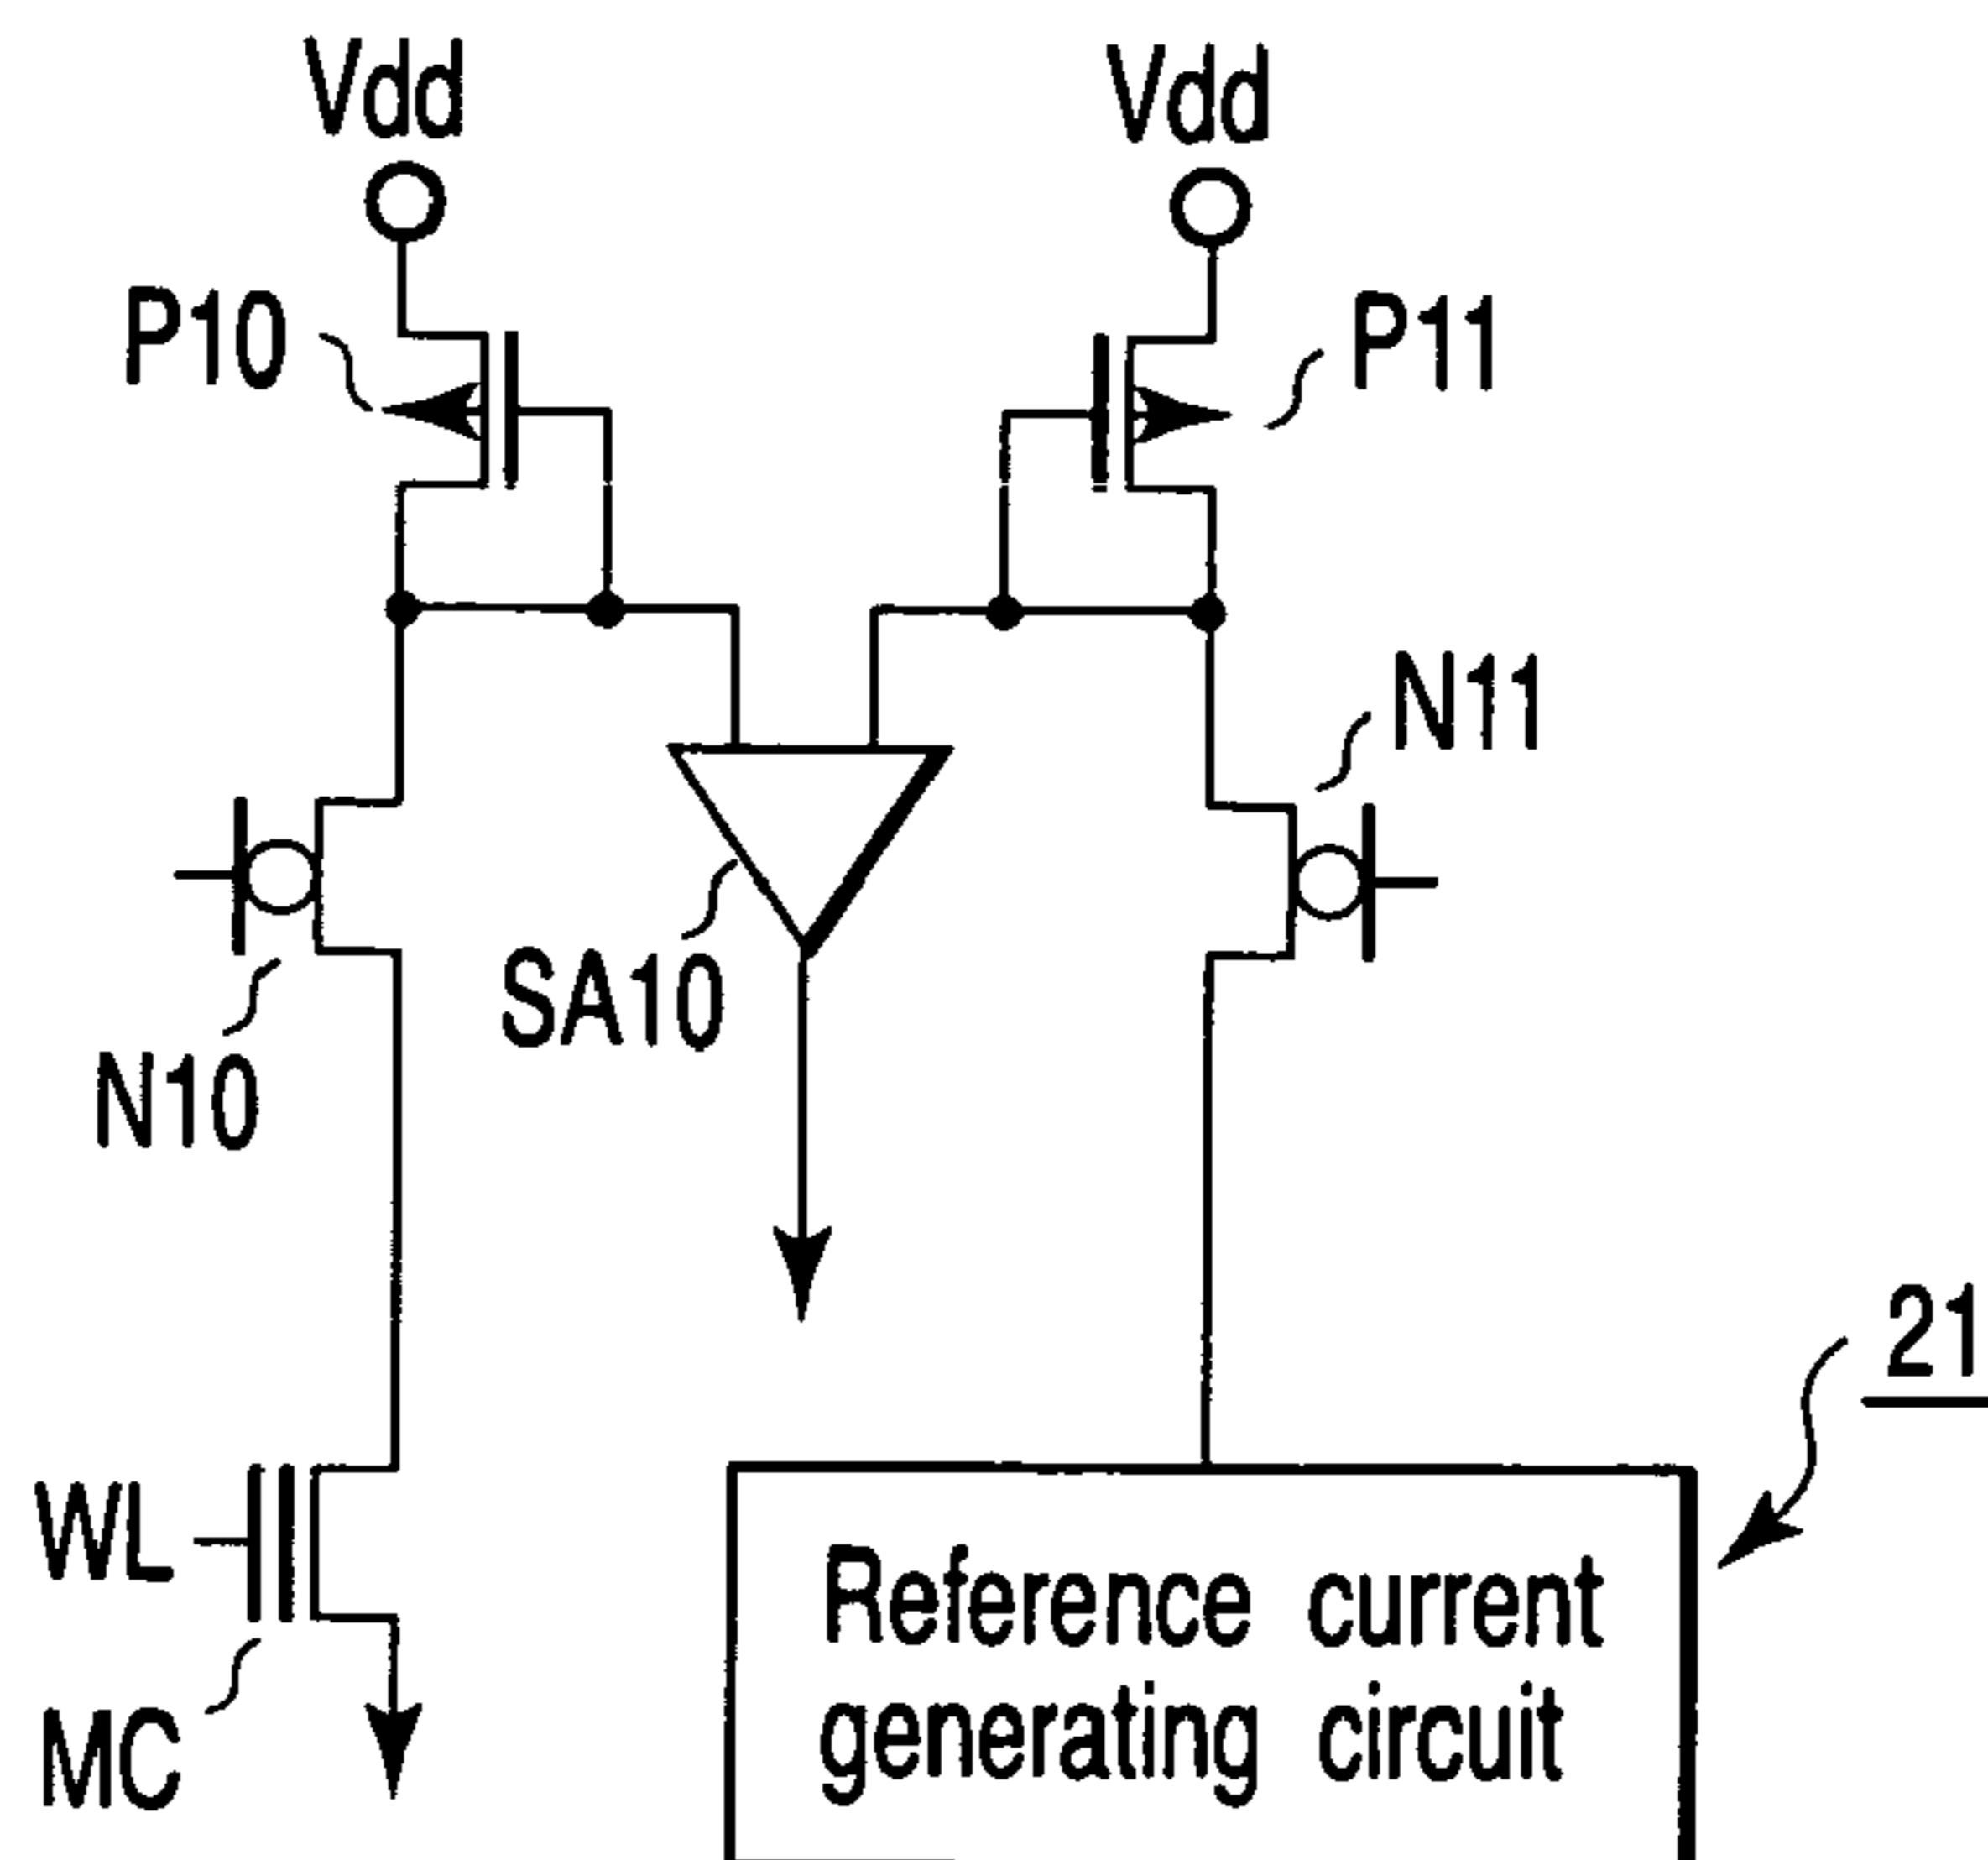 Vdd
Vdd
P10
P11
N11
SA10
N10
21
WL
Reference current
generating circuit
MC